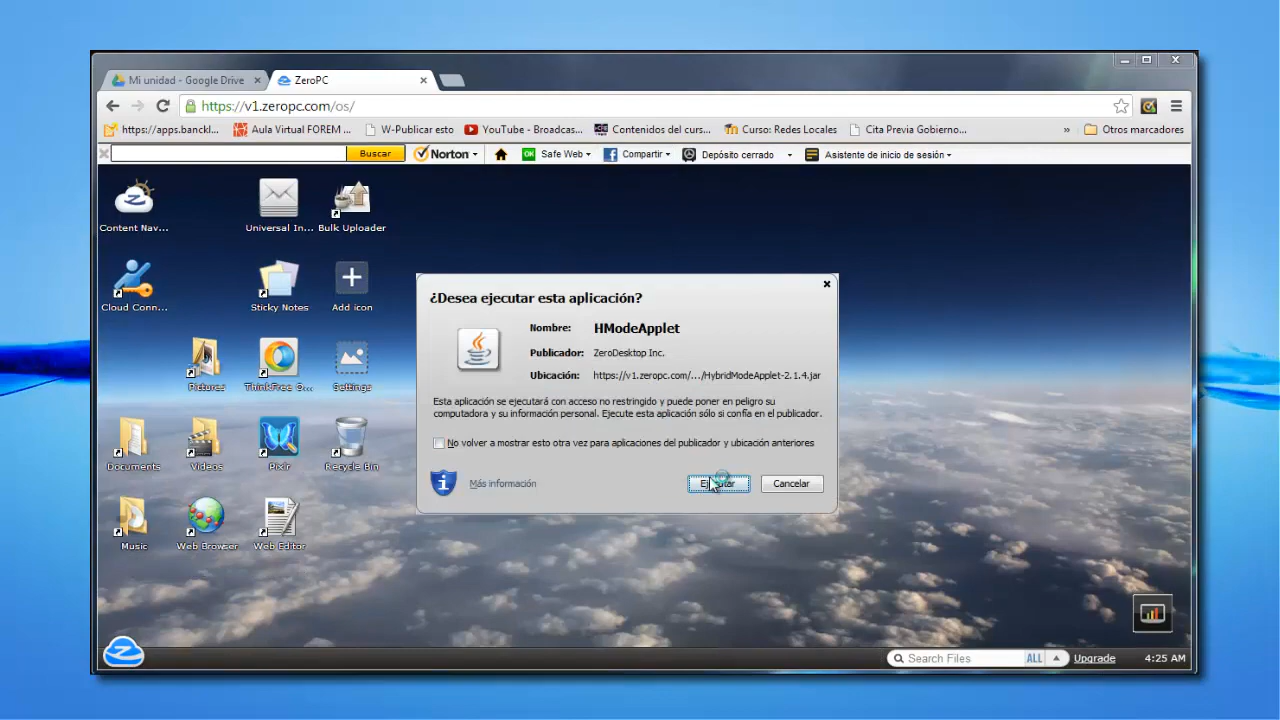 Mi unidad - Google Drive
ZeroPC
https://v1.zeropc.com/os/
https://apps.banckl...
Aula Virtual FOREM ...
W-Publicar esto
YouTube - Broadcas...
Contenidos del curs...
Curso: Redes Locales
Cita Previa Gobierno...
»
Otros marcadores
Buscar
Norton
OK
Safe Web
Compartir
Depósito cerrado
Asistente de inicio de sesión
Content Nav...
Universal In...
Bulk Uploader
Cloud Conn...
Sticky Notes
Add icon
Pictures
ThinkFree O...
Settings
Documents
Videos
Pixlr
Recycle Bin
Music
Web Browser
Web Editor
¿Desea ejecutar esta aplicación?
Nombre: HModeApplet
Publicador: ZeroDesktop Inc.
Ubicación: https://v1.zeropc.com/.../HybridModeApplet-2.1.4.jar
Esta aplicación se ejecutará con acceso no restringido y puede poner en peligro su
computadora y su información personal. Ejecute esta aplicación sólo si confía en el publicador.
No volver a mostrar esto otra vez para aplicaciones del publicador y ubicación anteriores
Más información
Cancelar
Search Files
ALL
Upgrade
4:25 AM